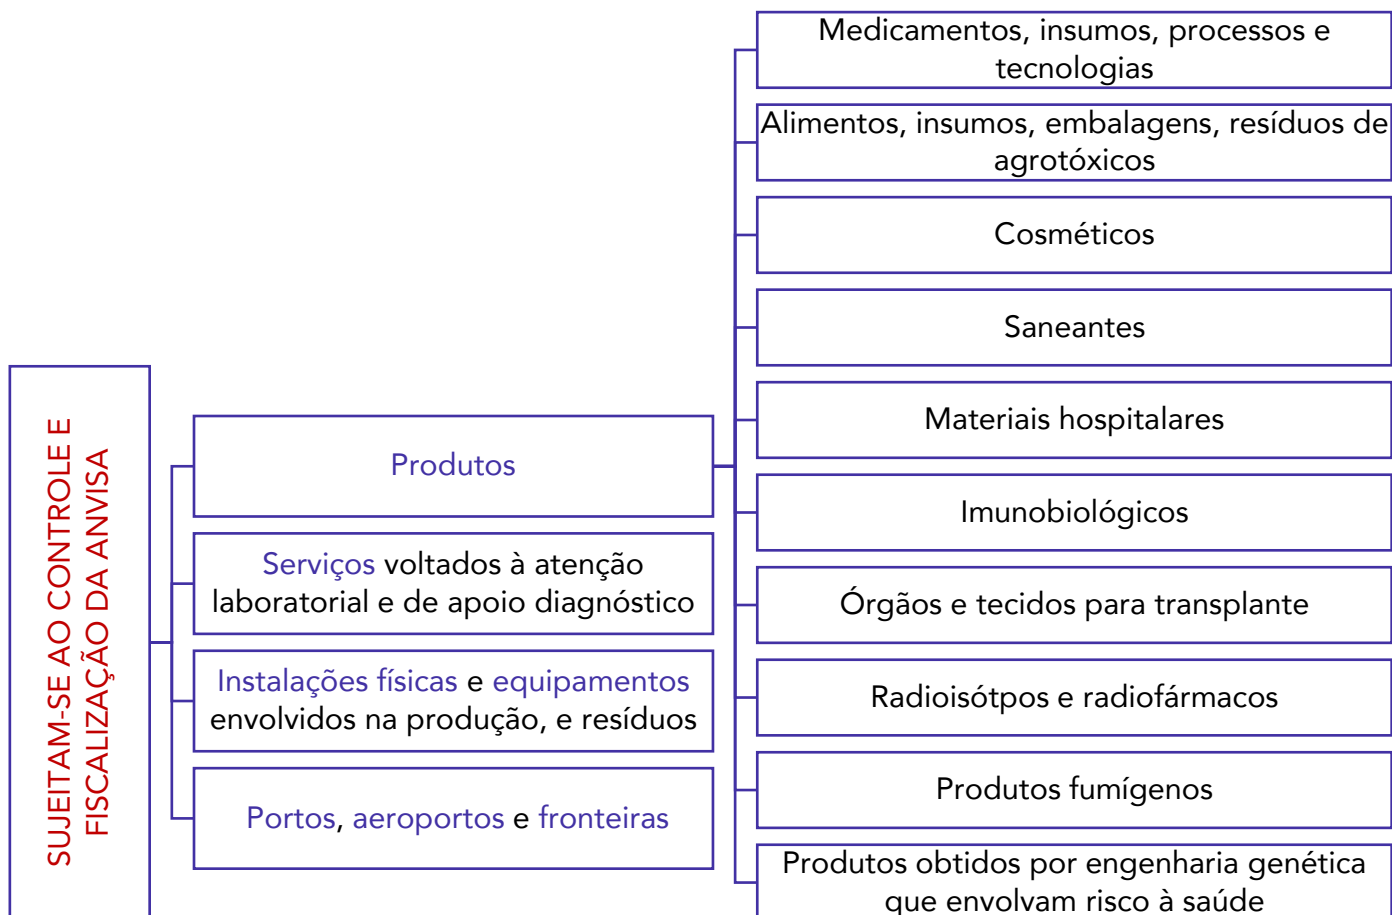 SUJEITAM-SE AO CONTROLE E
FISCALIZAÇÃO DA ANVISA
Produtos
Serviços voltados à atenção
laboratorial e de apoio diagnóstico
Instalações físicas e equipamentos
envolvidos na produção, e resíduos
Portos, aeroportos e fronteiras
Medicamentos, insumos, processos e
tecnologias
Alimentos, insumos, embalagens, resíduos de
agrotóxicos
Cosméticos
Saneantes
Materiais hospitalares
Imunobiológicos
Órgãos e tecidos para transplante
Radioisótpos e radiofármacos
Produtos fumígenos
Produtos obtidos por engenharia genética
que envolvam risco à saúde